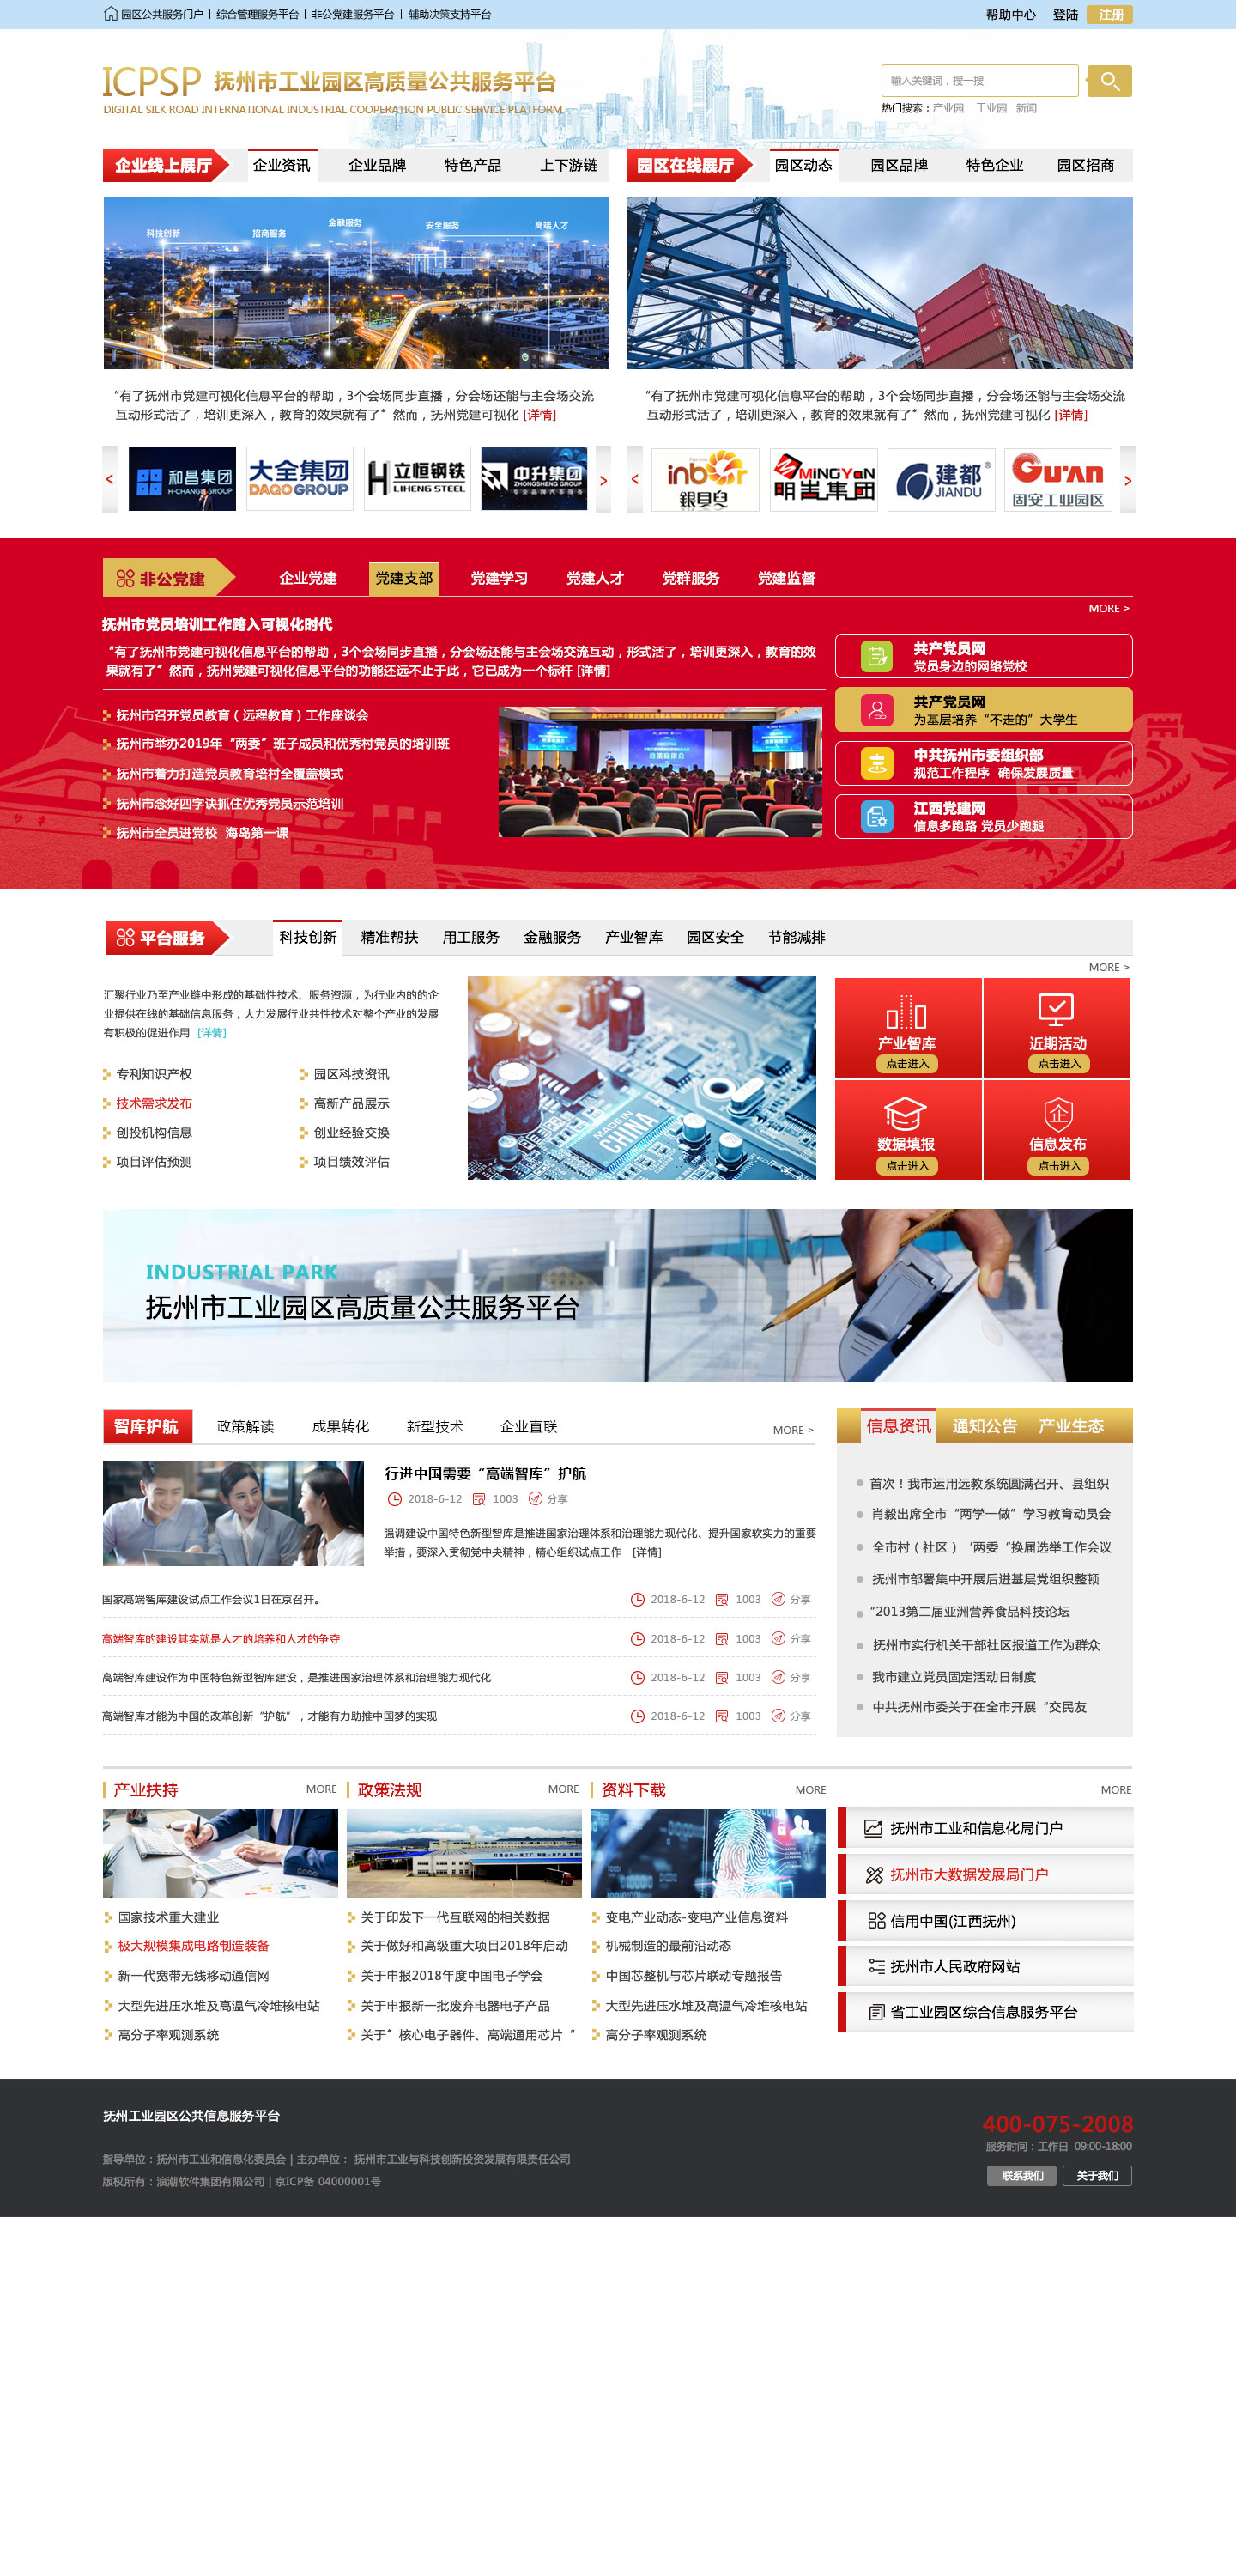 园区公共服务门户 | 综合管理服务平台 | 非公党建服务平台 | 辅助决策支持平台
帮助中心 登陆 注册
ICPSP 抚州市工业园区高质量公共服务平台
DIGITAL SILK ROAD INTERNATIONAL INDUSTRIAL COOPERATION PUBLIC SERVICE PLATFORM.
输入关键词，搜一搜
热门搜索：产业园 工业园 新闻
企业线上展厅 企业资讯 企业品牌 特色产品 上下游链
园区在线展厅 园区动态 园区品牌 特色企业 园区招商
科技创新 招商服务 金融服务 安全服务 高端人才
“有了抚州市党建可视化信息平台的帮助，3个会场同步直播，分会场还能与主会场交流
互动形式活了，培训更深入，教育的效果就有了”然而，抚州党建可视化 [详情]
“有了抚州市党建可视化信息平台的帮助，3个会场同步直播，分会场还能与主会场交流
互动形式活了，培训更深入，教育的效果就有了”然而，抚州党建可视化 [详情]
<
和昌集团
H-CHANG GROUP
大全集团
DAQO GROUP
立恒钢铁
LIHENG STEEL
中升集团
ZHONGSHENG GROUP
专业品牌汽车服务
>
<
inbor
銀貝殼
MINGYAN
建都
JIANDU
GU'AN
固安工业园区
>
非公党建 企业党建 党建支部 党建学习 党建人才 党群服务 党建监督
MORE >
抚州市党员培训工作跨入可视化时代
“有了抚州市党建可视化信息平台的帮助，3个会场同步直播，分会场还能与主会场交流互动，形式活了，培训更深入，教育的效
果就有了”然而，抚州党建可视化信息平台的功能还远不止于此，它已成为一个标杆 [详情]
抚州市召开党员教育（远程教育）工作座谈会
抚州市举办2019年“两委”班子成员和优秀村党员的培训班
抚州市着力打造党员教育培村全覆盖模式
抚州市念好四字诀抓住优秀党员示范培训
抚州市全员进党校 海岛第一课
共产党员网
党员身边的网络党校
共产党员网
为基层培养“不走的”大学生
中共抚州市委组织部
规范工作程序 确保发展质量
江西党建网
信息多跑路 党员少跑腿
平台服务 科技创新 精准帮扶 用工服务 金融服务 产业智库 园区安全 节能减排
MORE >
汇聚行业乃至产业链中形成的基础性技术、服务资源，为行业内的的企
业提供在线的基础信息服务，大力发展行业共性技术对整个产业的发展
有积极的促进作用 [详情]
专利知识产权 园区科技资讯
技术需求发布 高新产品展示
创投机构信息 创业经验交换
项目评估预测 项目绩效评估
MADE IN
CHINA
产业智库
点击进入
近期活动
点击进入
数据填报
点击进入
企
信息发布
点击进入
INDUSTRIAL PARK
抚州市工业园区高质量公共服务平台
智库护航 政策解读 成果转化 新型技术 企业直联
MORE >
行进中国需要“高端智库”护航
2018-6-12 1003 分享
强调建设中国特色新型智库是推进国家治理体系和治理能力现代化、提升国家软实力的重要
举措，要深入贯彻党中央精神，精心组织试点工作 [详情]
国家高端智库建设试点工作会议1日在京召开。 2018-6-12 1003 分享
高端智库的建设其实就是人才的培养和人才的争夺 2018-6-12 1003 分享
高端智库建设作为中国特色新型智库建设，是推进国家治理体系和治理能力现代化 2018-6-12 1003 分享
高端智库才能为中国的改革创新“护航”，才能有力助推中国梦的实现 2018-6-12 1003 分享
信息资讯 通知公告 产业生态
首次！我市运用远教系统圆满召开、县组织
肖毅出席全市“两学一做”学习教育动员会
全市村（社区）‘两委“换届选举工作会议
抚州市部署集中开展后进基层党组织整顿
“2013第二届亚洲营养食品科技论坛
抚州市实行机关干部社区报道工作为群众
我市建立党员固定活动日制度
中共抚州市委关于在全市开展“交民友
产业扶持 MORE
国家技术重大建业
极大规模集成电路制造装备
新一代宽带无线移动通信网
大型先进压水堆及高温气冷堆核电站
高分子率观测系统
政策法规 MORE
关于印发下一代互联网的相关数据
关于做好和高级重大项目2018年启动
关于申报2018年度中国电子学会
关于申报新一批废弃电器电子产品
关于”核心电子器件、高端通用芯片“
资料下载 MORE
变电产业动态-变电产业信息资料
机械制造的最前沿动态
中国芯整机与芯片联动专题报告
大型先进压水堆及高温气冷堆核电站
高分子率观测系统
MORE
抚州市工业和信息化局门户
抚州市大数据发展局门户
信用中国(江西抚州)
抚州市人民政府网站
省工业园区综合信息服务平台
抚州工业园区公共信息服务平台
指导单位：抚州市工业和信息化委员会 | 主办单位： 抚州市工业与科技创新投资发展有限责任公司
版权所有：浪潮软件集团有限公司 | 京ICP备 04000001号
400-075-2008
服务时间：工作日 09:00-18:00
联系我们 关于我们